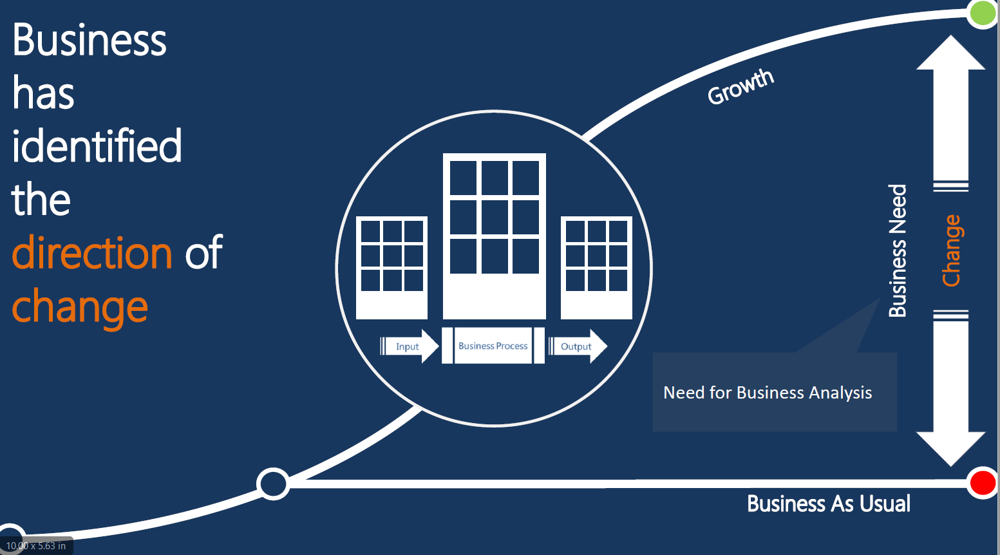 Business
has
identified
the
direction of
change
Growth
Business Need
Change
Input
Business Process
Output
Need for Business Analysis
Business As Usual
10.00 x 5.63 in